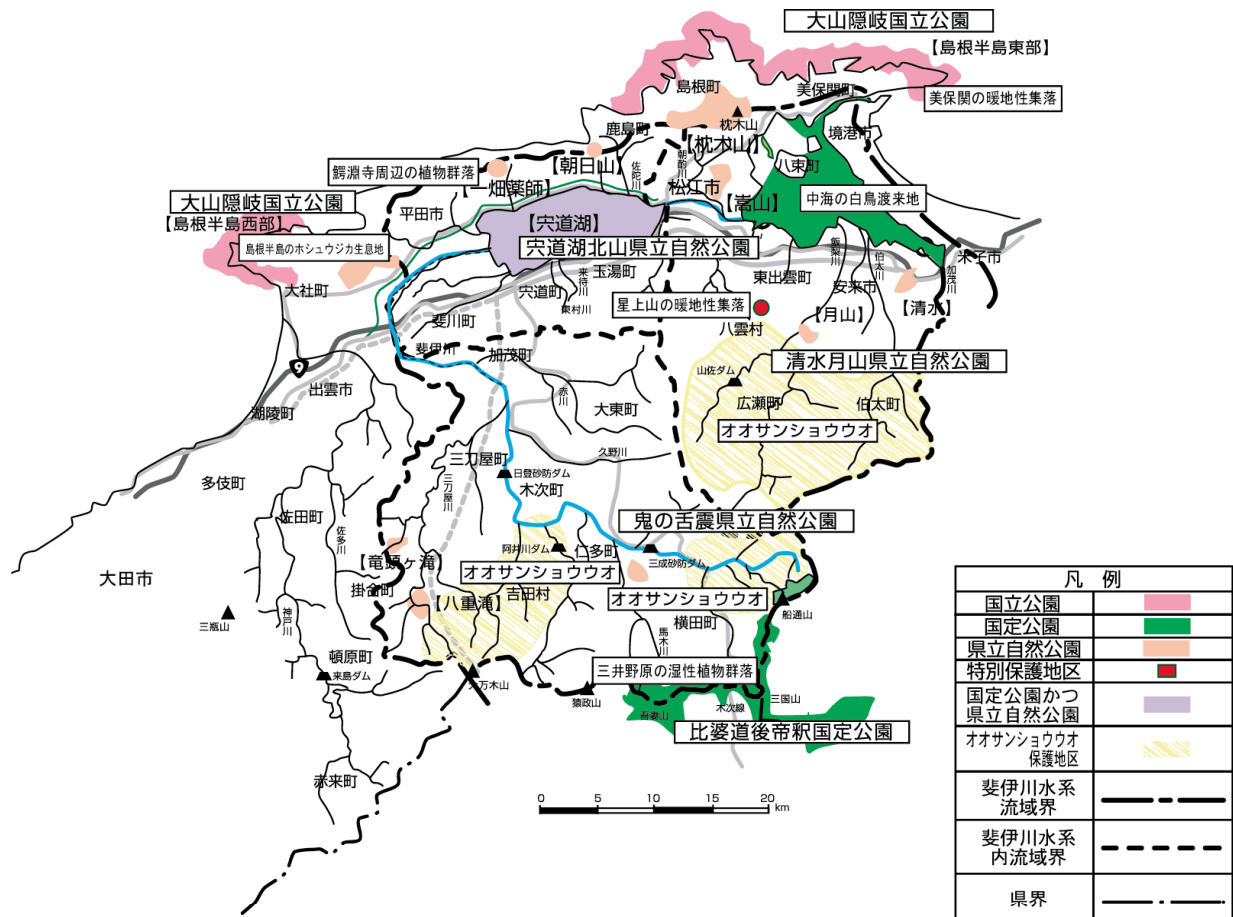 大山隠岐国立公園
【島根半島東部】
島根町
美保関町
美保関の暖地性集落
枕木山
境港市
鹿島町
【枕木山】
朝酌川
八束町
鰐淵寺周辺の植物群落
【朝日山】
佐陀川
松江市
【一畑薬師】
【嵩山】
中海の白鳥渡来地
大山隠岐国立公園
平田市
【島根半島西部】
【宍道湖】
島根半島のホシュウジカ生息地
宍道湖北山県立自然公園
飯梨川
伯太川
米子市
加茂川
玉湯町
東出雲町
安来市
大社町
宍道町
来待川
東村川
星上山の暖地性集落
【月山】
【清水】
斐川町
八雲村
斐伊川
加茂町
清水月山県立自然公園
9
出雲市
山佐ダム
赤川
大東町
広瀬町
伯太町
湖陵町
オオサンショウウオ
久野川
三刀屋町
日登砂防ダム
多伎町
三刀屋川
木次町
佐田町
佐多川
鬼の舌震県立自然公園
阿井川ダム
仁多町
【竜頭ヶ滝】
三成砂防ダム
大田市
オオサンショウウオ
掛合町
吉田村
【八重滝】
オオサンショウウオ
船通山
三瓶山
神戸川
横田町
馬木川
頓原町
三井野原の湿性植物群落
来島ダム
大万木山
猿政山
三国山
吾妻山
木次線
比婆道後帝釈国定公園
赤来町
0 5 10 15 20
km
凡 例
国立公園
国定公園
県立自然公園
特別保護地区
国定公園かつ
県立自然公園
オオサンショウウオ
保護地区
斐伊川水系
流域界
斐伊川水系
内流域界
県界